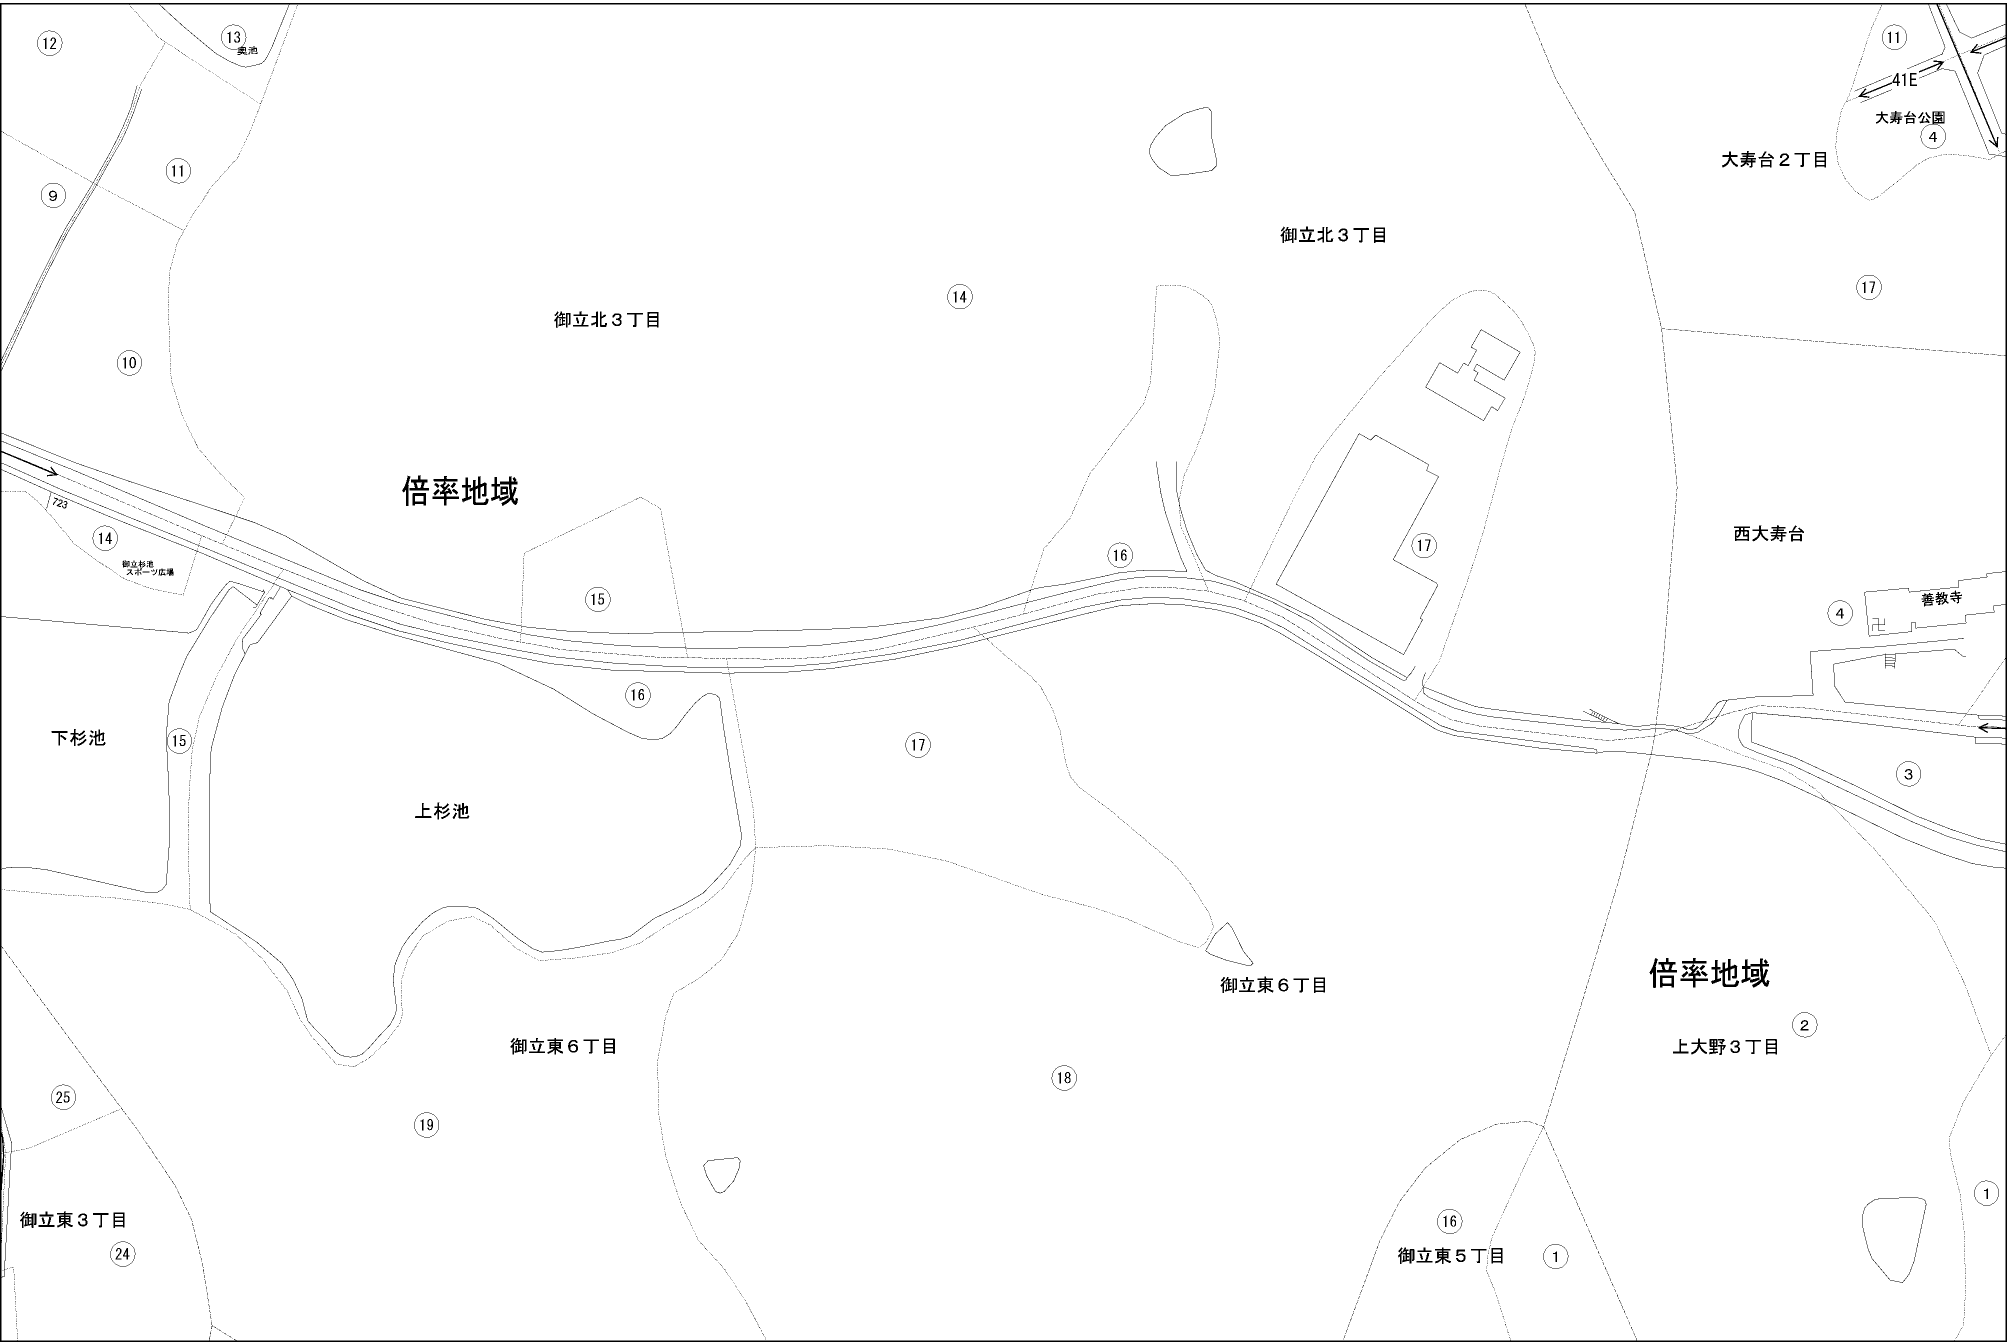 12
13
奥池
11
41E
大寿台公園
4
大寿台２丁目
11
9
御立北３丁目
17
14
御立北３丁目
10
倍率地域
723
14
御立杉池
スポーツ広場
西大寿台
17
16
15
4
善教寺
卍
16
下杉池
15
17
3
上杉池
倍率地域
御立東６丁目
2
御立東６丁目
上大野３丁目
18
25
19
1
御立東３丁目
16
24
御立東５丁目
1